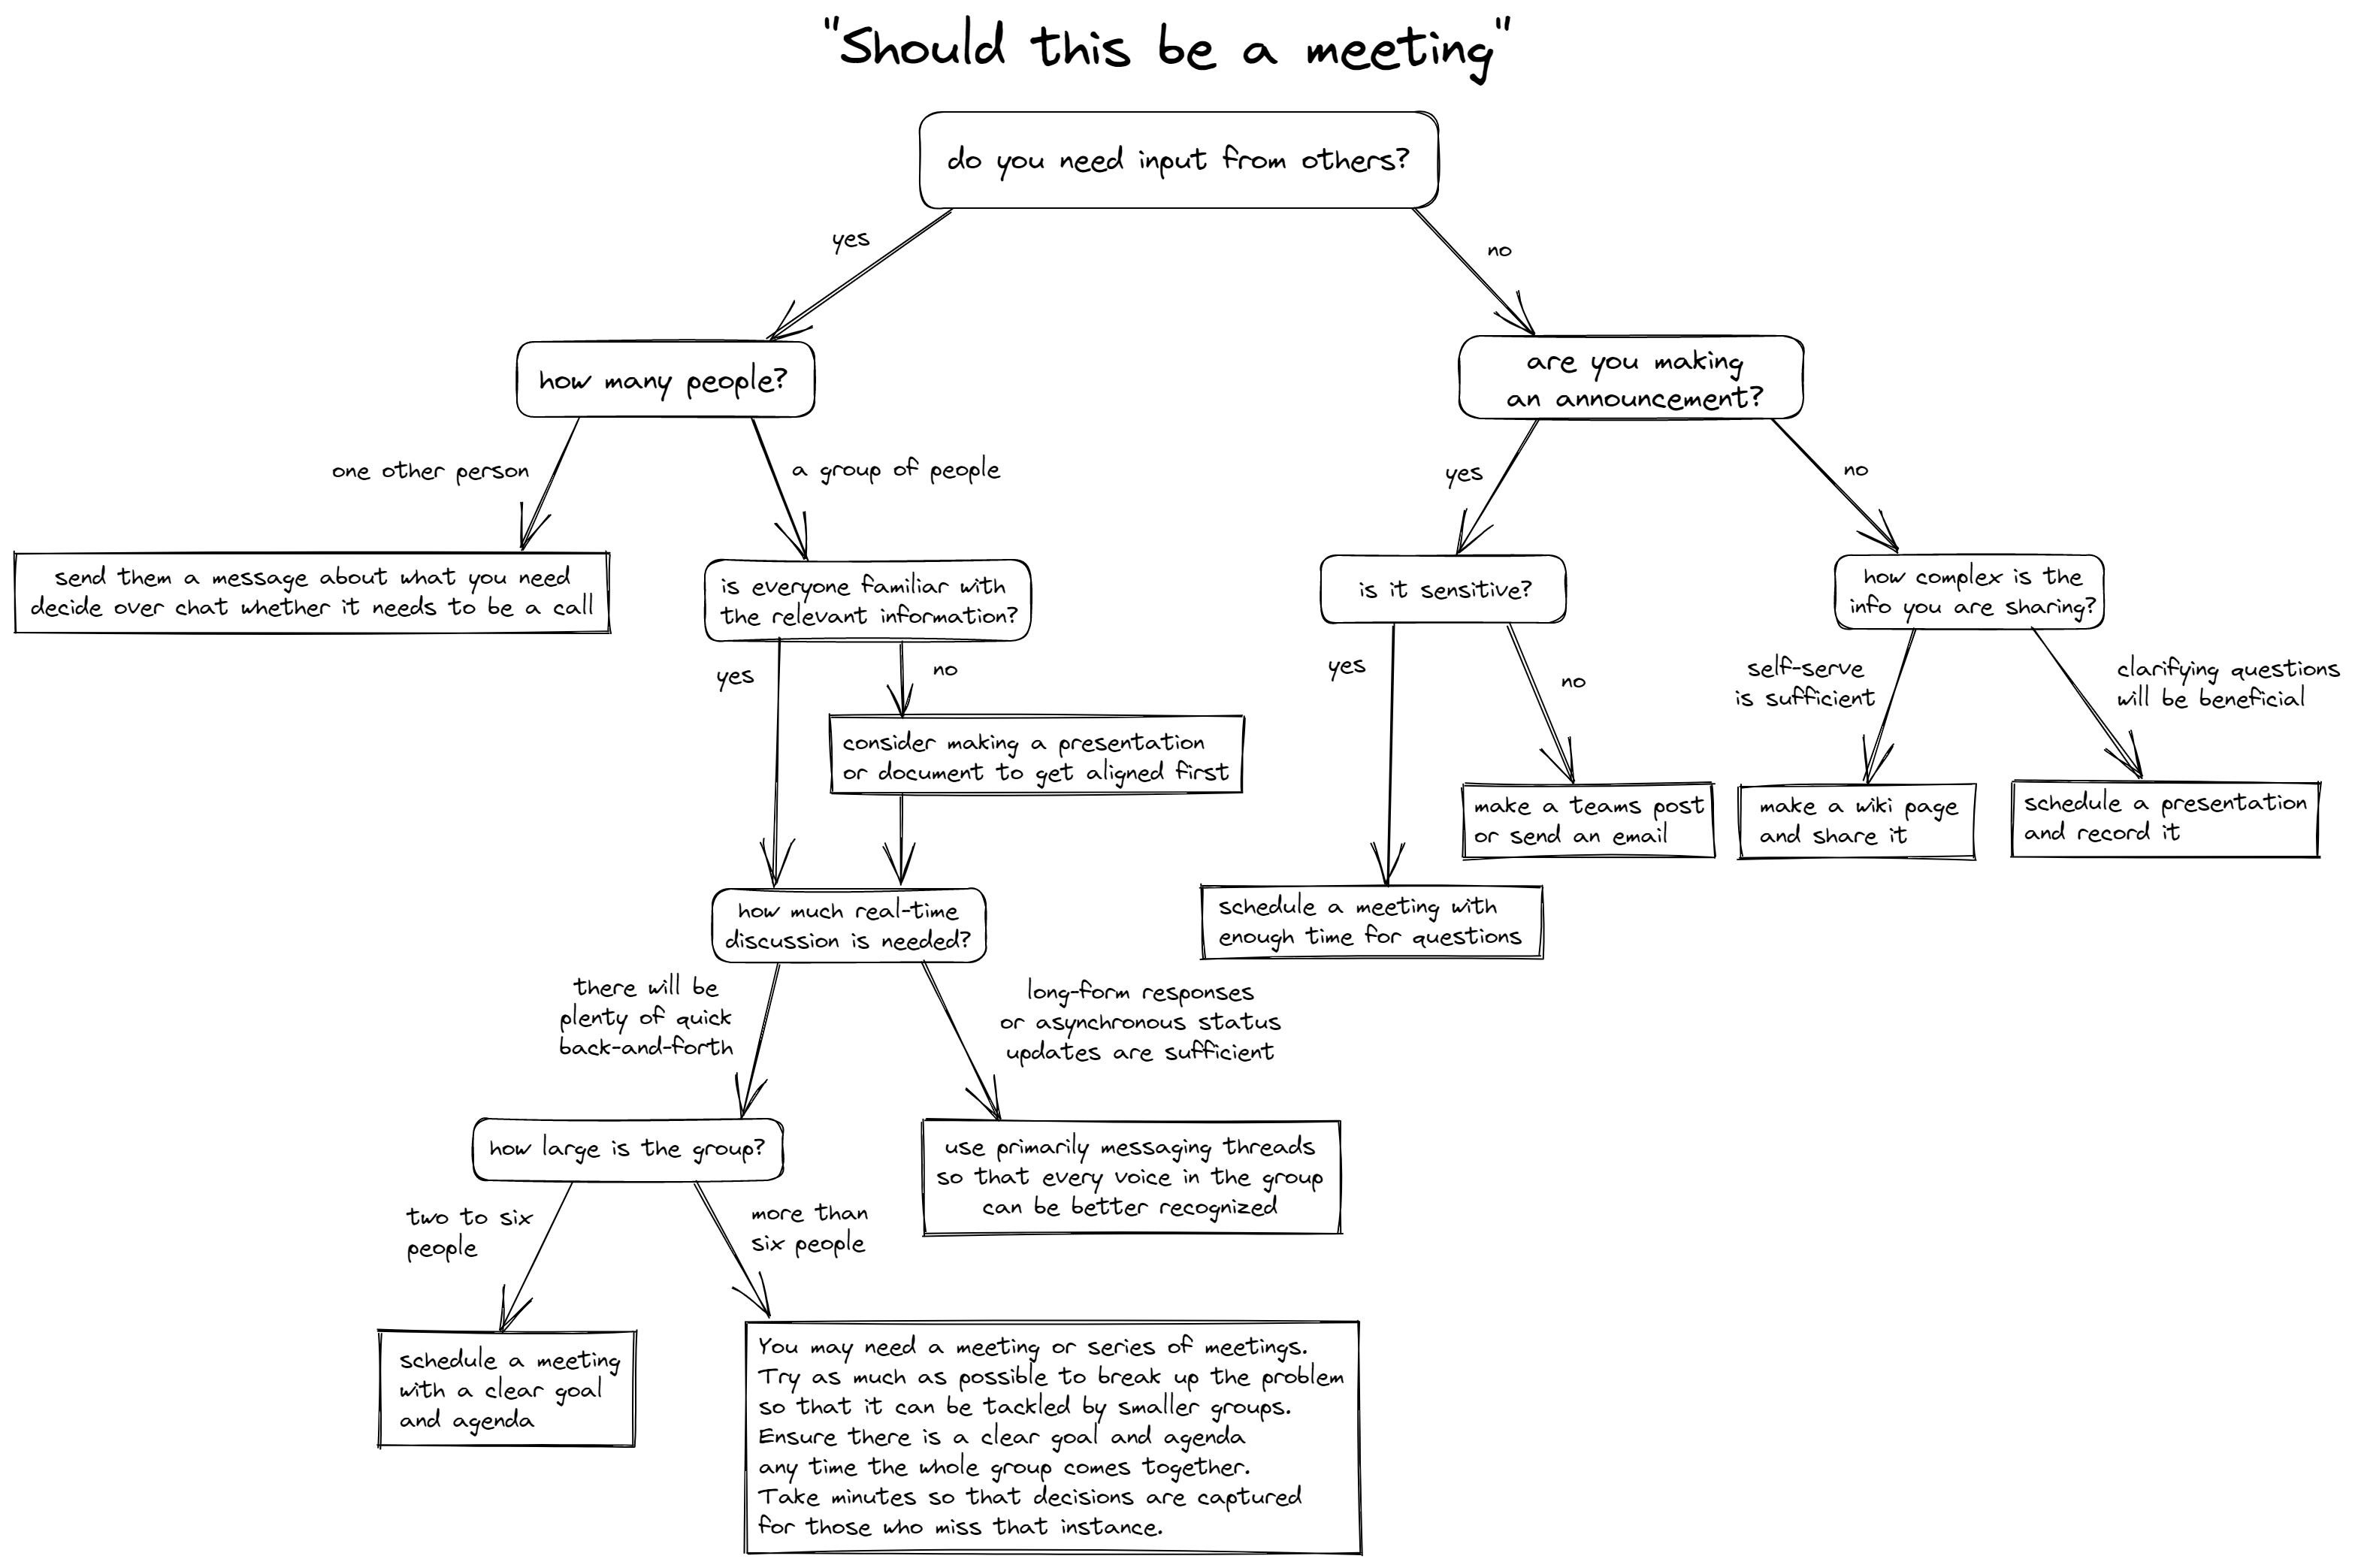 "Should this be a meeting"
do you need input from others?
yes
no
how many people?
are you making
an announcement?
one other person
a group of people
yes
no
send them a message about what you need
decide over chat whether it needs to be a call
is everyone familiar with
the relevant information?
is it sensitive?
how complex is the
info you are sharing?
yes
no
yes
no
self-serve
is sufficient
clarifying questions
will be beneficial
consider making a presentation
or document to get aligned first
make a teams post
or send an email
make a wiki page
and share it
schedule a presentation
and record it
how much real-time
discussion is needed?
schedule a meeting with
enough time for questions
there will be
plenty of quick
back-and-forth
long-form responses
or asynchronous status
updates are sufficient
how large is the group?
use primarily messaging threads
so that every voice in the group
can be better recognized
two to six
people
more than
six people
schedule a meeting
with a clear goal
and agenda
You may need a meeting or series of meetings.
Try as much as possible to break up the problem
so that it can be tackled by smaller groups.
Ensure there is a clear goal and agenda
any time the whole group comes together.
Take minutes so that decisions are captured
for those who miss that instance.